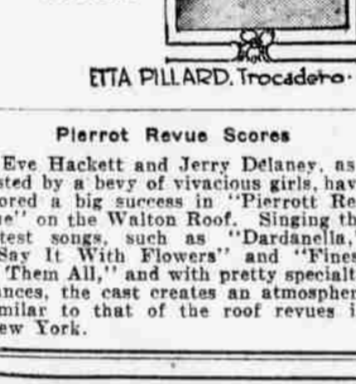 ETTA PILLARD, Trocadero.
Pierrot Revue Scores
Eve Hackett and Jerry Delaney, as
sted by a bevy of vivacious girls, hav
ored a big success in "Pierrott Re
ue" on the Walton Roof. Singing th
test songs, such as "Dardanella,
Say It With Flowers" and "Fines
Them All," and with pretty specialt
ances, the cast creates an atmospher
milar to that of the roof revues i
ew York.